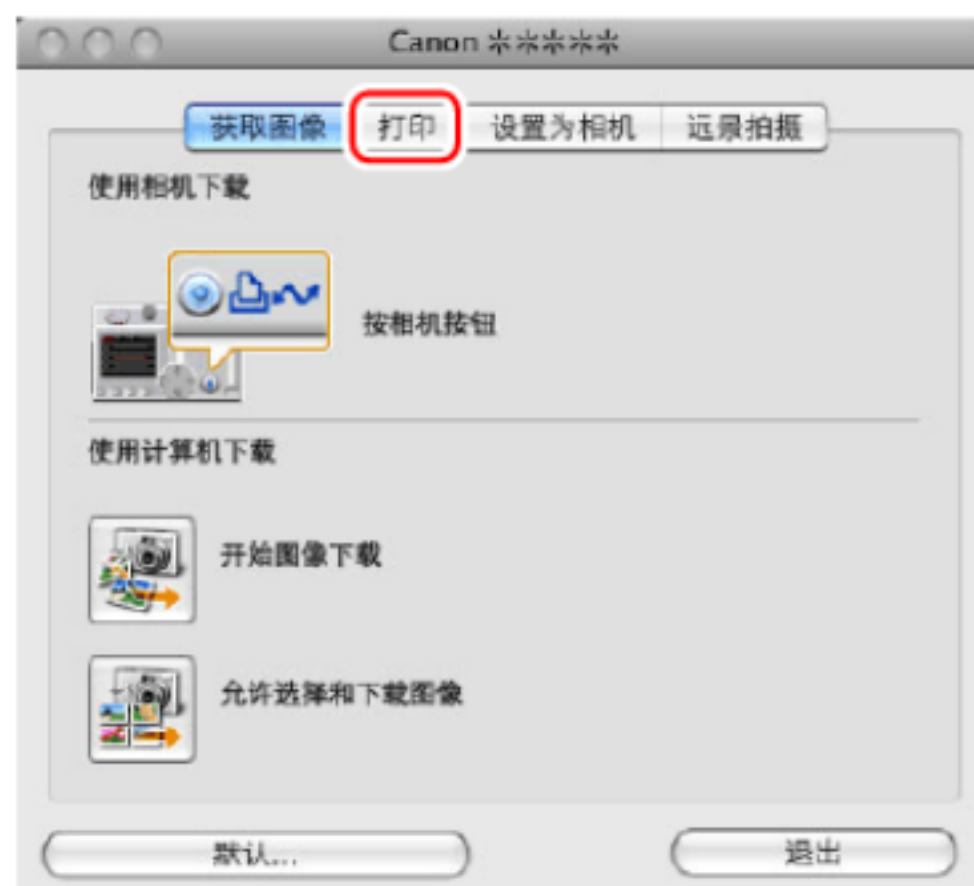 Canon ＊＊＊＊＊
获取图像 打印 设置为相机 远景拍摄
使用相机下载
按相机按钮
使用计算机下载
开始图像下载
允许选择和下载图像
默认... 退出